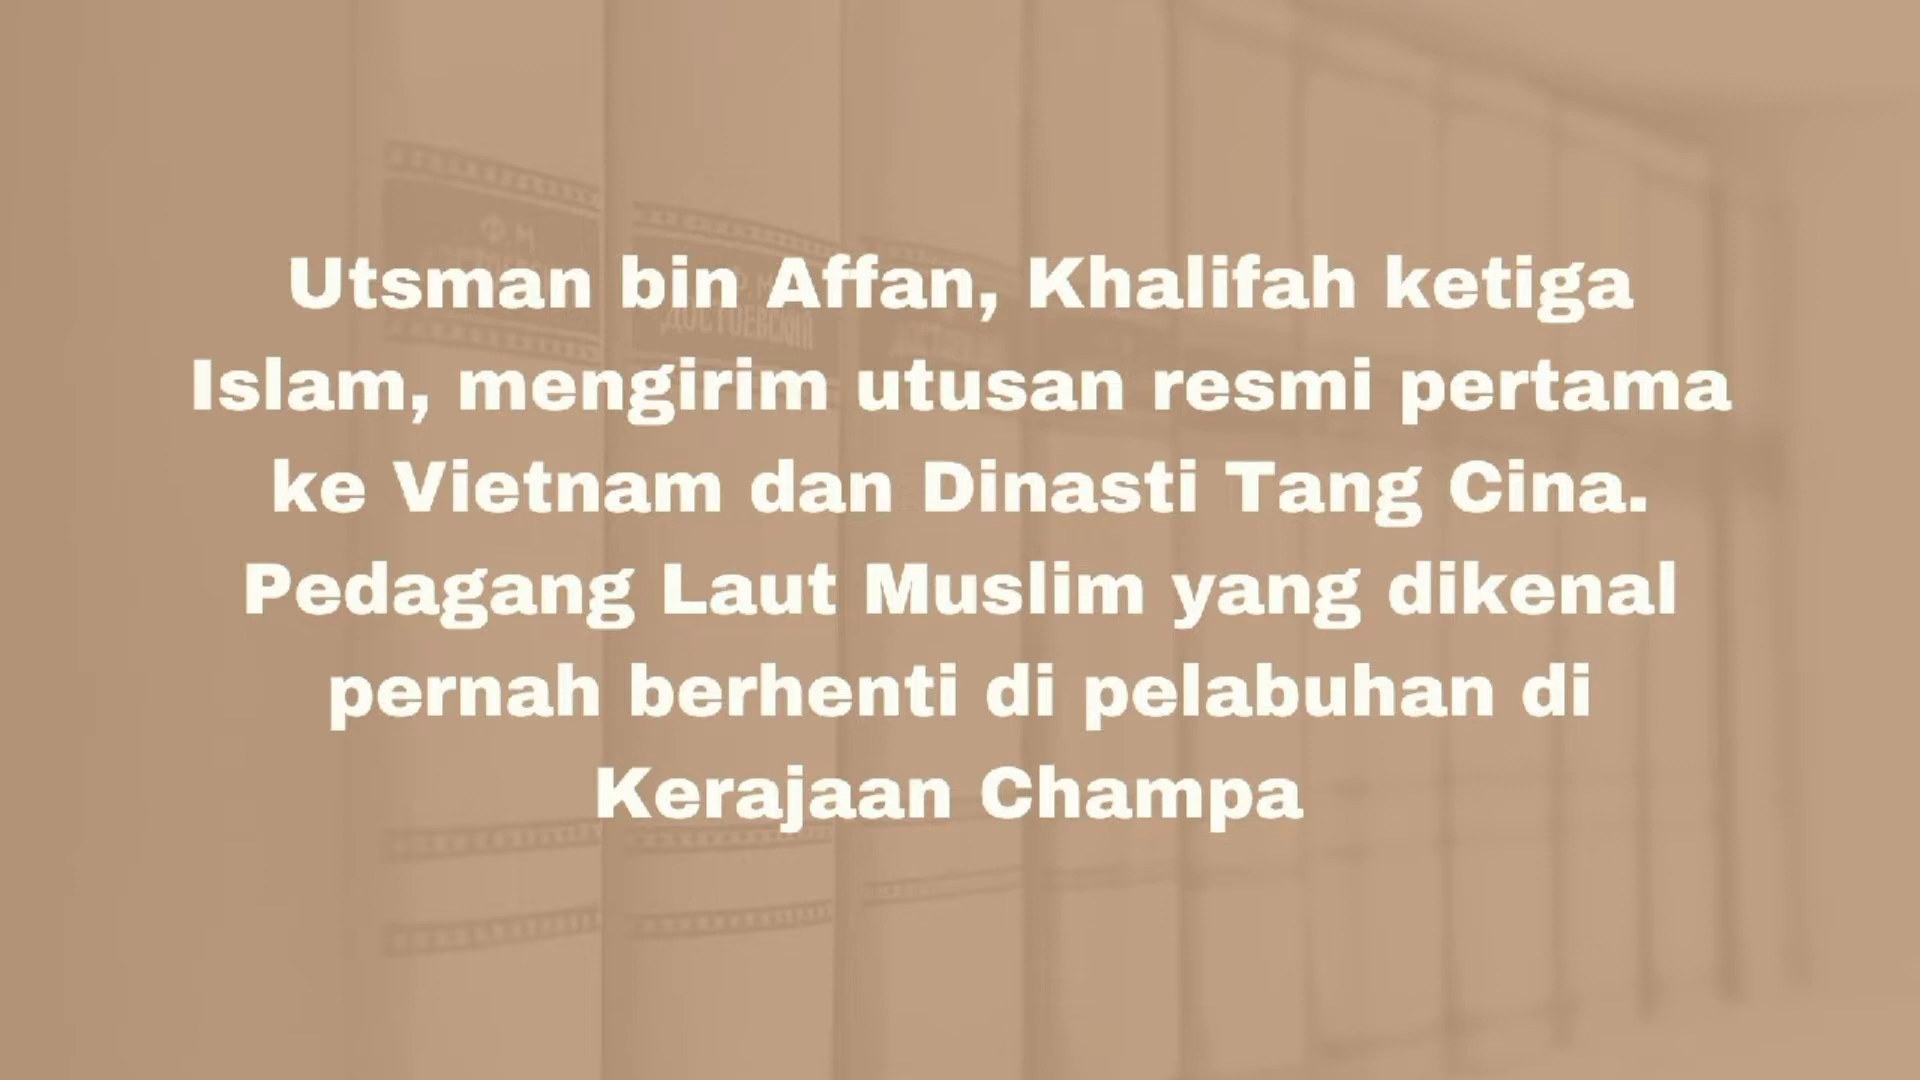 Utsman bin Affan, Khalifah ketiga
Islam, mengirim utusan resmi pertama
ke Vietnam dan Dinasti Tang Cina.
Pedagang Laut Muslim yang dikenal
pernah berhenti di pelabuhan di
Kerajaan Champa
Ф.М.
ДОСТОЕВСКИЙ